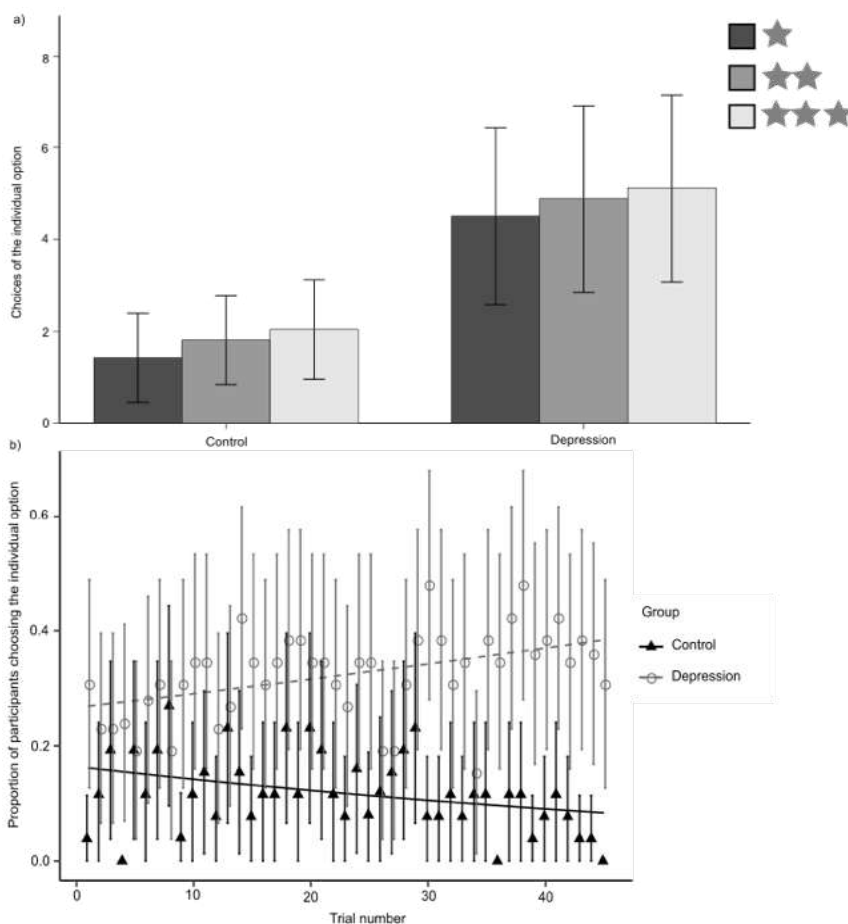 a)
8
6
4
2
0
Choices of the individual option
Control
Depression
b)
0.6
0.4
0.2
0.0
Proportion of participants choosing the individual option
0
10
20
30
40
Trial number
Group
Control
Depression